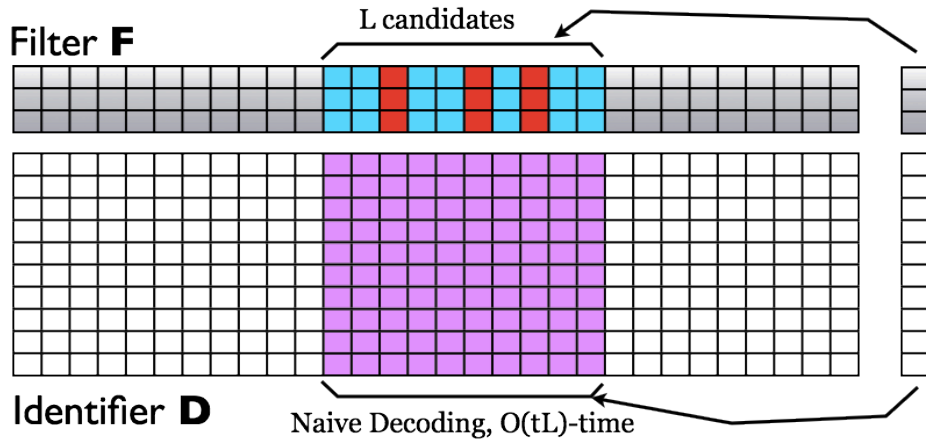 L candidates
Filter F
Identifier D
Naive Decoding, O(tL)-time